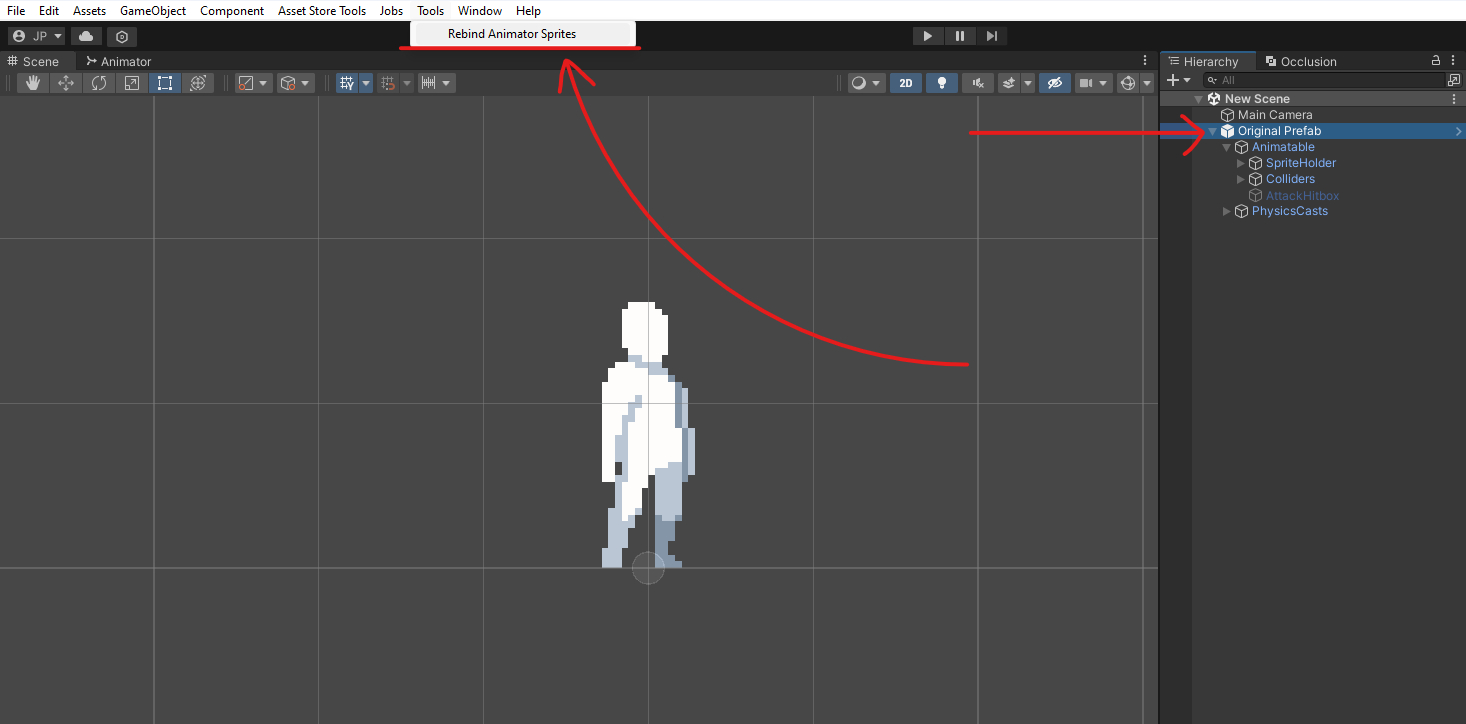 File Edit Assets GameObject Component Asset Store Tools Jobs Tools Window Help
JP
Rebind Animator Sprites
Scene Animator
Hierarchy Occlusion
2D
All
New Scene
Main Camera
Original Prefab
Animatable
SpriteHolder
Colliders
AttackHitbox
PhysicsCasts